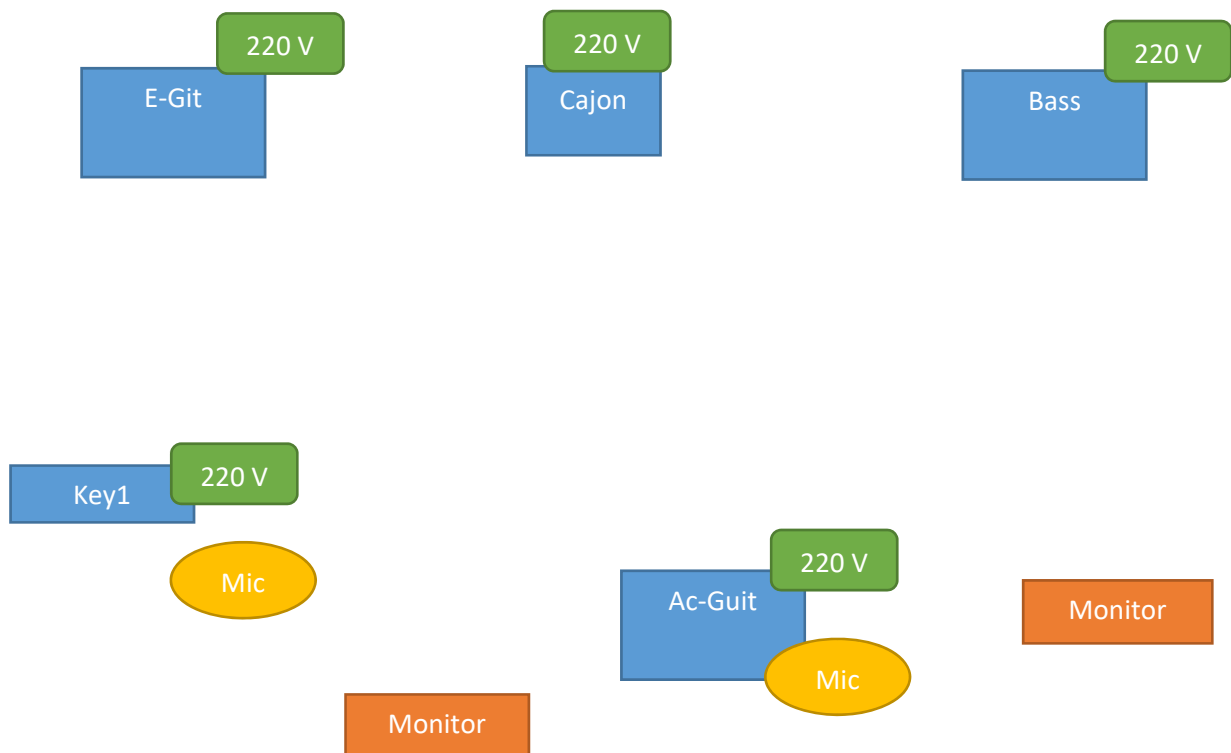 220 V
220 V
220 V
E-Git
Cajon
Bass
220 V
Key1
220 V
Mic
Ac-Guit
Monitor
Mic
Monitor